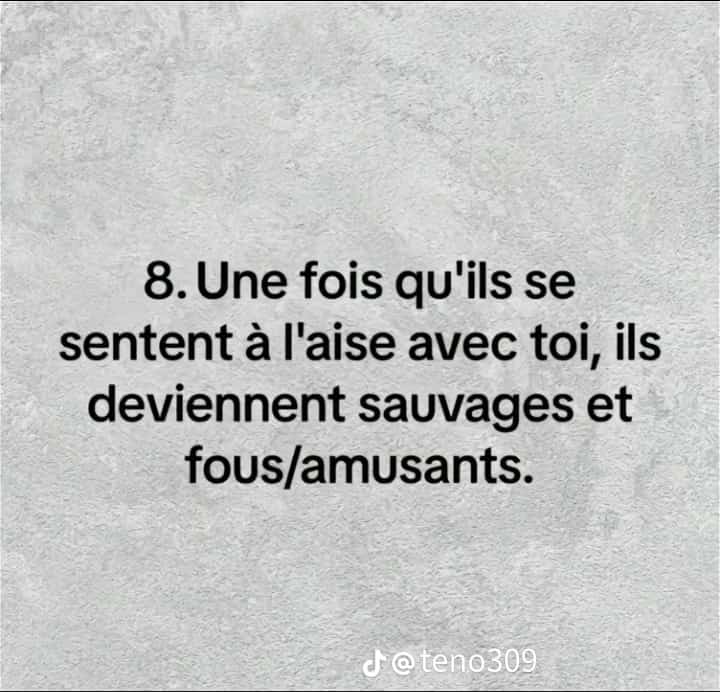 8. Une fois qu'ils se
sentent à l'aise avec toi, ils
deviennent sauvages et
fous/amusants.
@teno309